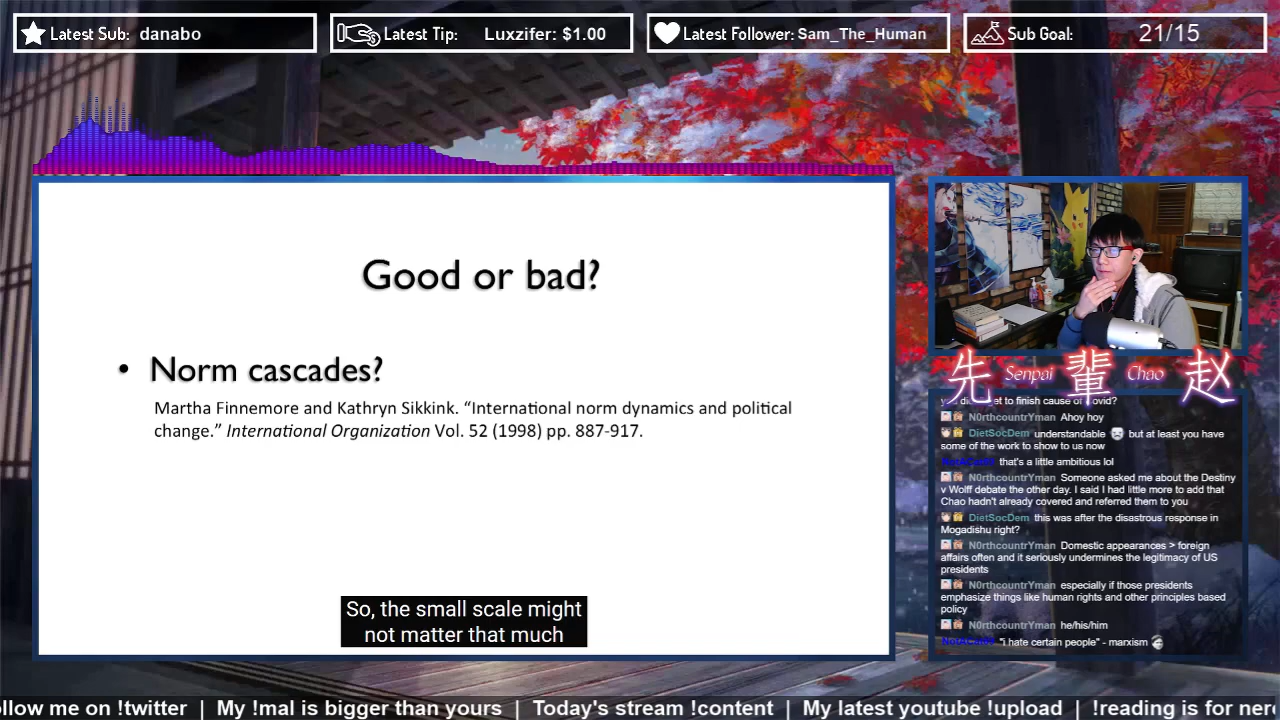 Latest Sub: danabo
Latest Tip: Luxzifer: $1.00
Latest Follower: Sam_The_Human
Sub Goal: 21/15
Good or bad?
• Norm cascades?
Martha Finnemore and Kathryn Sikkink. “International norm dynamics and political
change.” International Organization Vol. 52 (1998) pp. 887-917.
So, the small scale might
not matter that much
先 Senpai 輩 Chao 赵
to finish cause of
N0rthcountrYman Ahoy hoy
DietSocDem understandable but at least you have
some of the work to show to us now
that's a little ambitious lol
N0rthcountrYman Someone asked me about the Destiny
v Wolff debate the other day. I said I had little more to add that
Chao hadn't already covered and referred them to you
DietSocDem this was after the disastrous response in
Mogadishu right?
N0rthcountrYman Domestic appearances > foreign
affairs often and it seriously undermines the legitimacy of US
presidents
N0rthcountrYman especially if those presidents
emphasize things like human rights and other principles based
policy
N0rthcountrYman he/his/him
"i hate certain people" - marxism
ollow me on !twitter | My !mal is bigger than yours | Today's stream !content | My latest youtube !upload | !reading is for ner